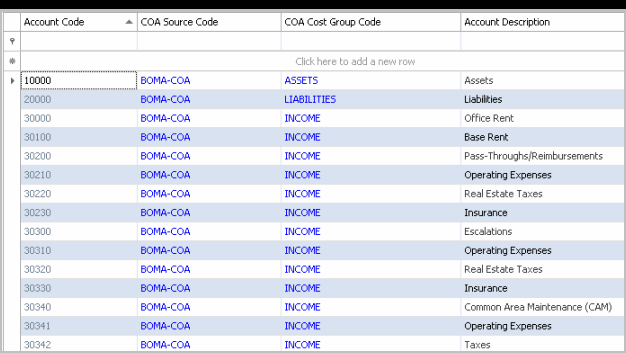 Account Code COA Source Code COA Cost Group Code Account Description
Click here to add a new row
10000 BOMA-COA ASSETS Assets
20000 BOMA-COA LIABILITIES Liabilities
30000 BOMA-COA INCOME Office Rent
30100 BOMA-COA INCOME Base Rent
30200 BOMA-COA INCOME Pass-Throughs/Reimbursements
30210 BOMA-COA INCOME Operating Expenses
30220 BOMA-COA INCOME Real Estate Taxes
30230 BOMA-COA INCOME Insurance
30300 BOMA-COA INCOME Escalations
30310 BOMA-COA INCOME Operating Expenses
30320 BOMA-COA INCOME Real Estate Taxes
30330 BOMA-COA INCOME Insurance
30340 BOMA-COA INCOME Common Area Maintenance (CAM)
30341 BOMA-COA INCOME Operating Expenses
30342 BOMA-COA INCOME Taxes